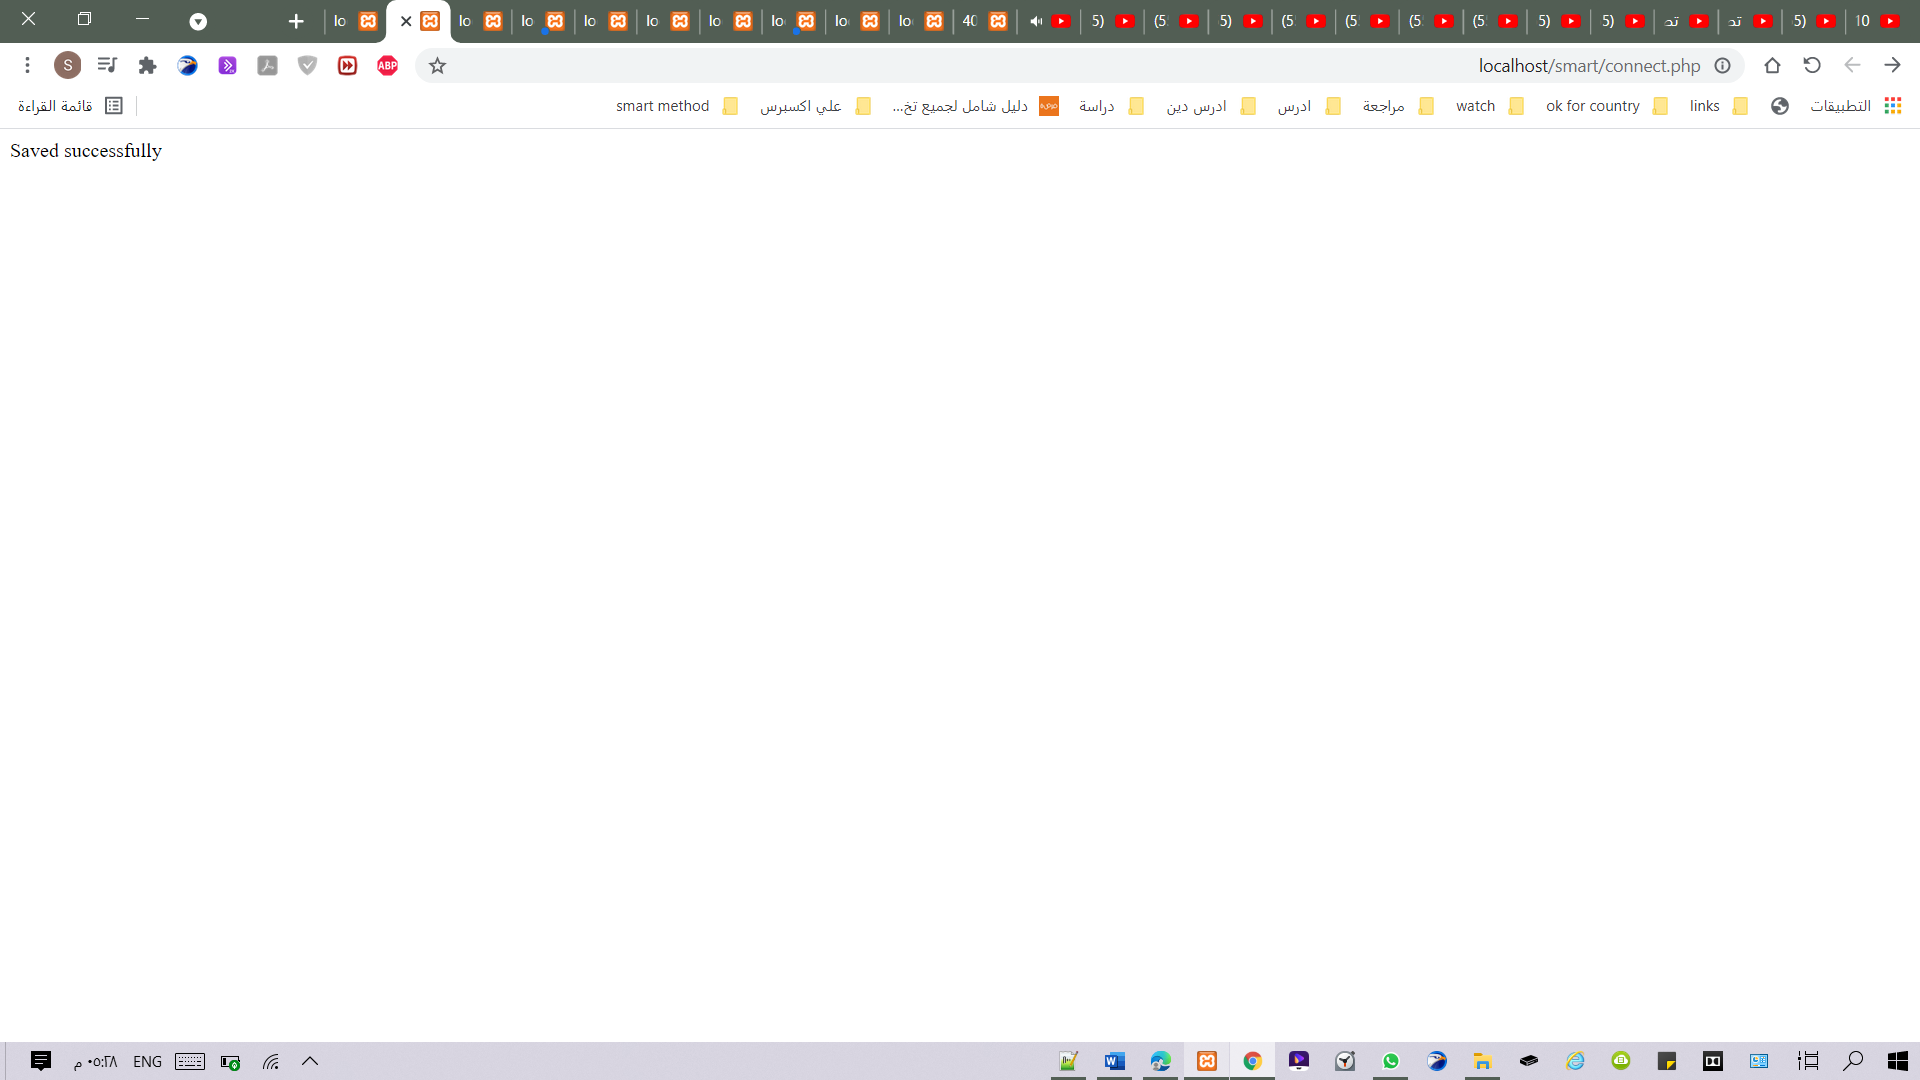 10 5) تد تد 5) 5) (5 (5 (5 (5 5) (5 5) 40 lo lo lo lo lo lo lo lo lo
localhost/smart/connect.php
ABP
S
التطبيقات links ok for country watch مراجعة ادرس ادرس دين دراسة دليل شامل لجميع تخ... علي اكسبرس smart method قائمة القراءة
Saved successfully
ENG ٠٥:٢٨ م